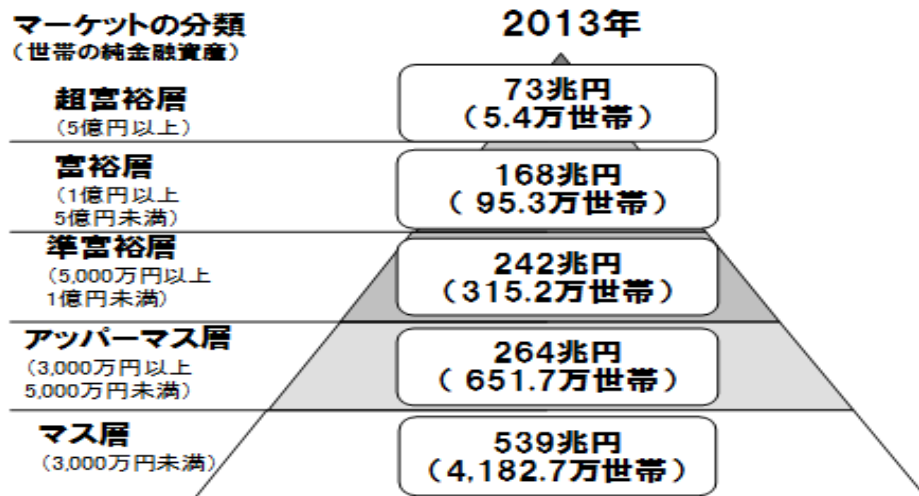 マーケットの分類
（世帯の純金融資産）
2013年
超富裕層
（5億円以上）
73兆円
（5.4万世帯）
富裕層
（1億円以上
5億円未満）
168兆円
（ 95.3万世帯）
準富裕層
（5,000万円以上
1億円未満）
242兆円
（315.2万世帯）
アッパーマス層
（3,000万円以上
5,000万円未満）
264兆円
（ 651.7万世帯）
マス層
（3,000万円未満）
539兆円
（4,182.7万世帯）